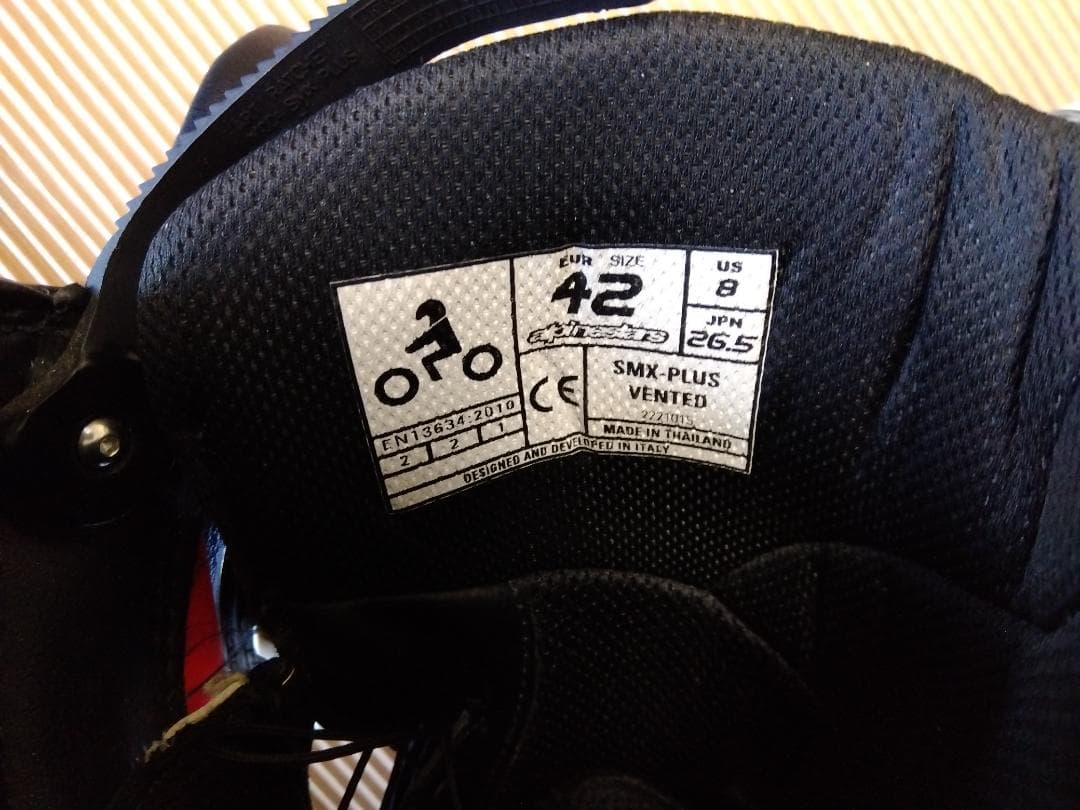 EUR SIZE
42
alpinestars
US
8
JPN
26.5
CE
SMX-PLUS
VENTED
2221015
MADE IN THAILAND
EN13634:2010
2 2 1
DESIGNED AND DEVELOPED IN ITALY